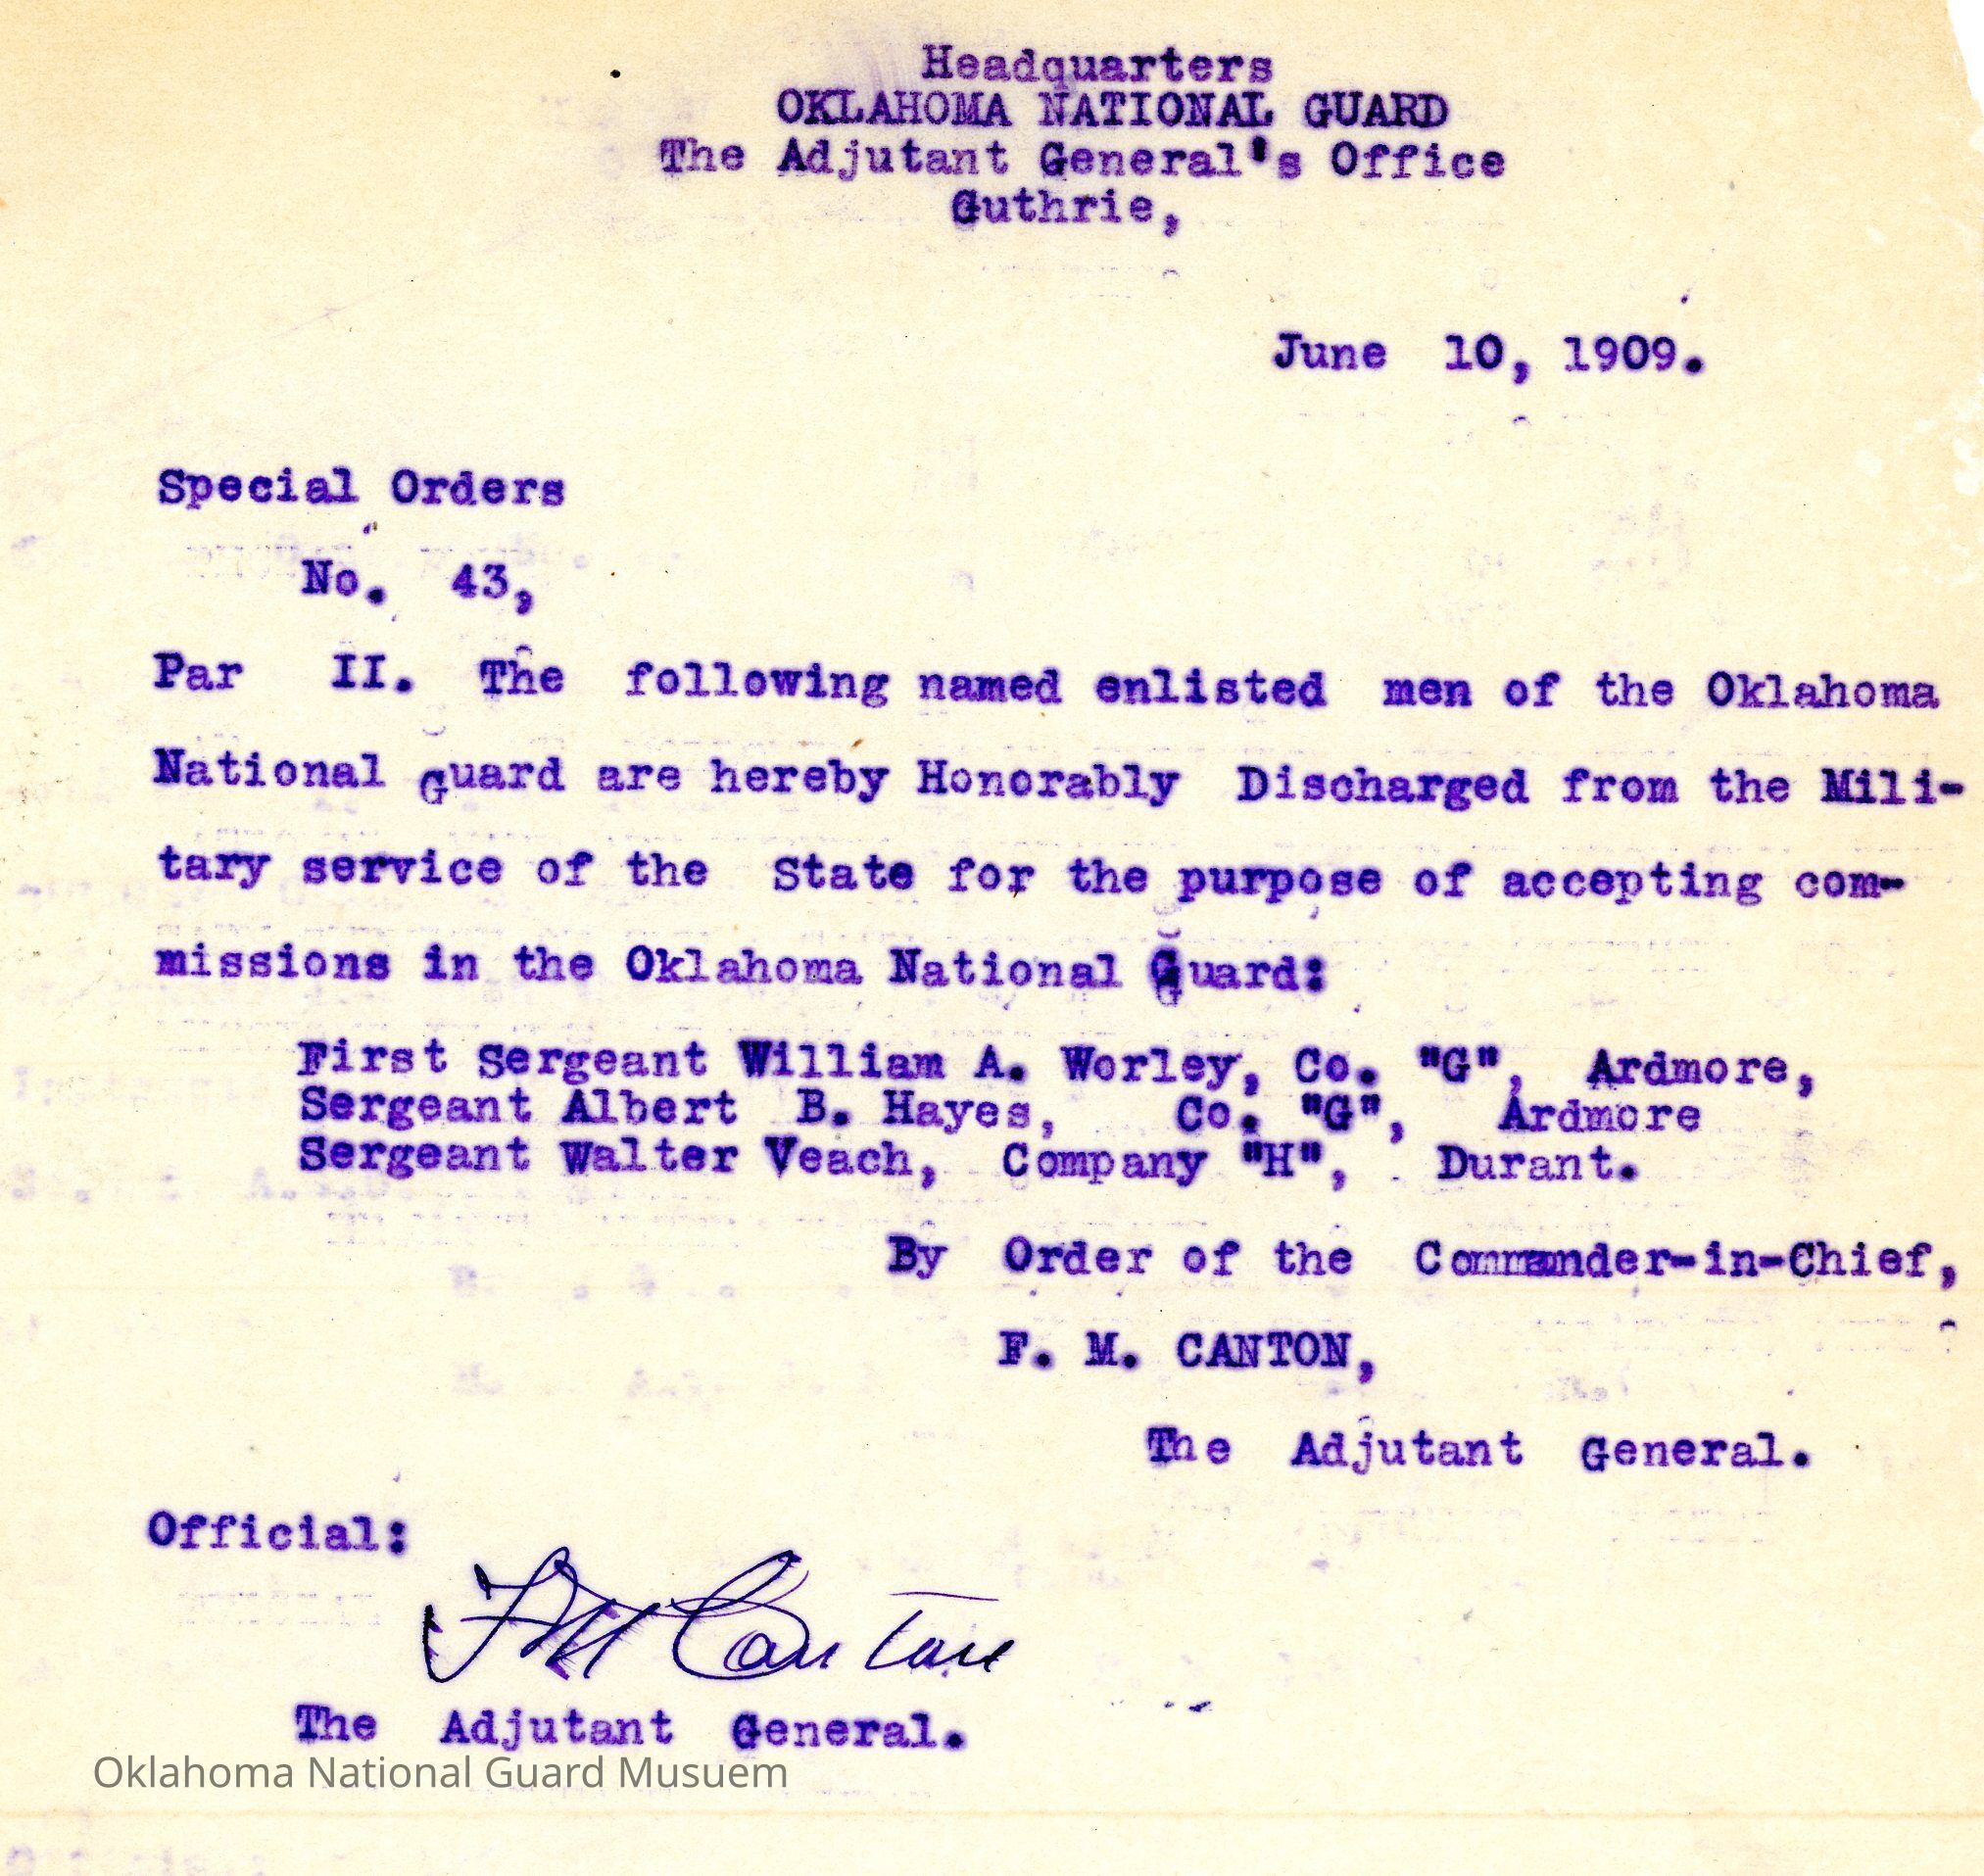 Headquarters
OKLAHOMA NATIONAL GUARD
The Adjutant General's Office
Guthrie,
June 10, 1909.
Special Orders
No. 43,
Par II. The following named enlisted men of the Oklahoma
National Guard are hereby Honorably Discharged from the Mili-
tary service of the State for the purpose of accepting com-
missions in the Oklahoma National Guard:
First Sergeant William A. Worley, Co. "G", Ardmore,
Sergeant Albert B. Hayes, Co. "G", Ardmore
Sergeant Walter Veach, Company "H", Durant.
By Order of the Commander-in-Chief,
F. M. CANTON,
The Adjutant General.
Official:
F M Canton
The Adjutant General.
Oklahoma National Guard Musuem